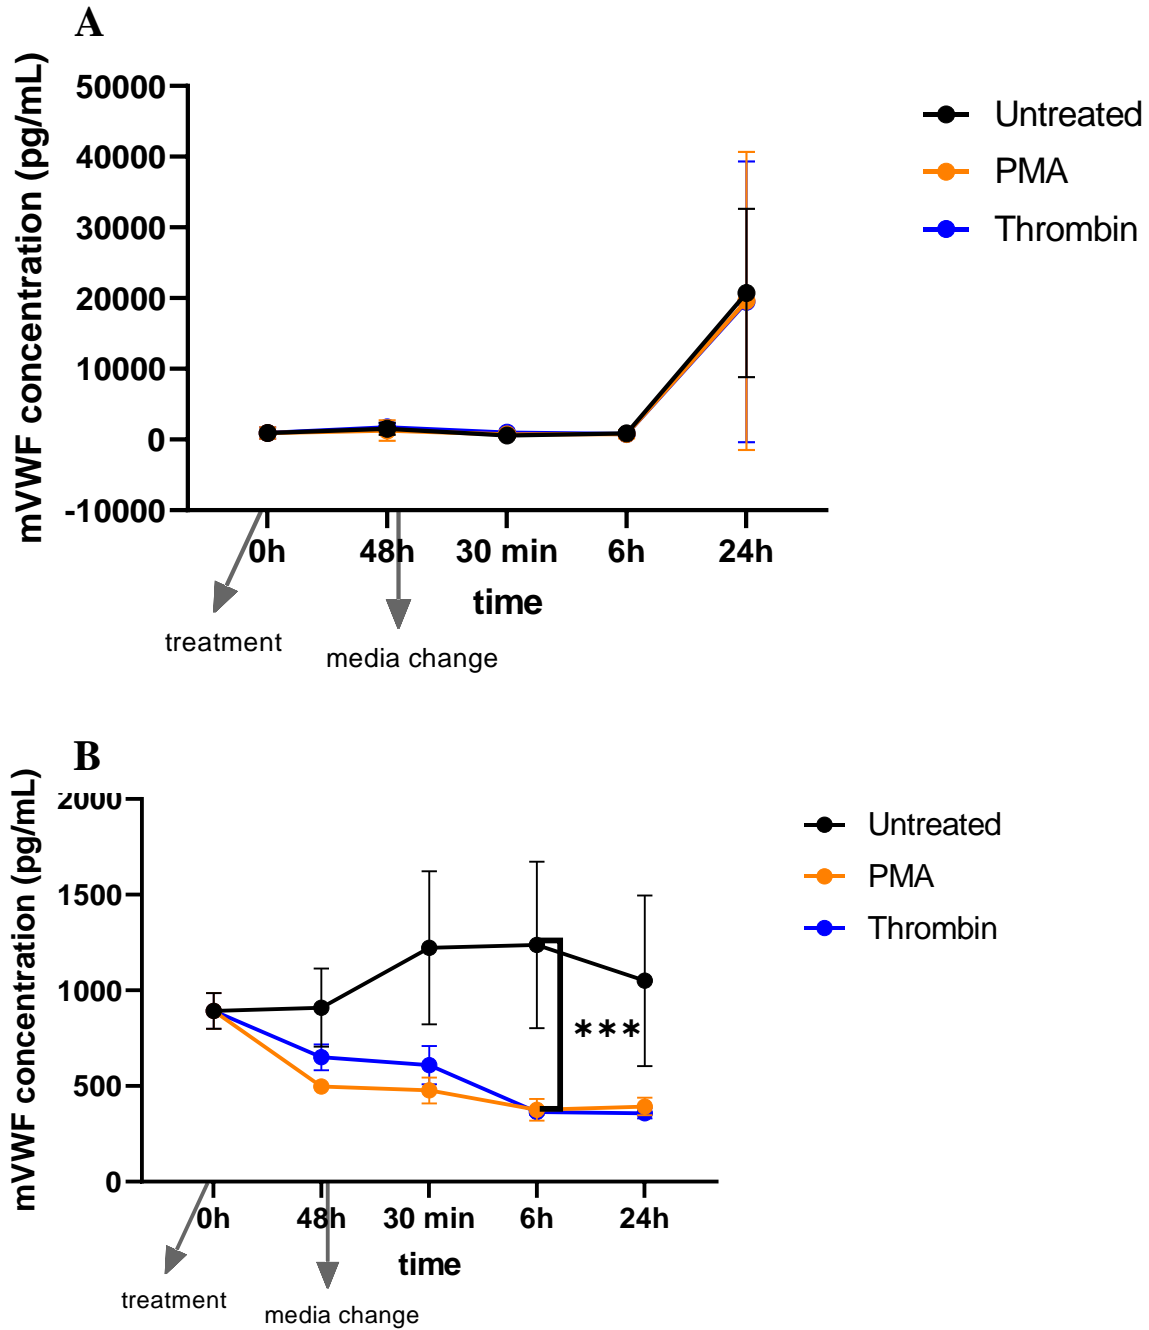 A
mVWF concentration (pg/mL)
50000
40000
30000
20000
10000
0
-10000
0h 48h 30 min 6h 24h
time
treatment
media change
Untreated
PMA
Thrombin
B
mVWF concentration (pg/mL)
2000
1500
1000
500
0
***
0h 48h 30 min 6h 24h
time
treatment
media change
Untreated
PMA
Thrombin